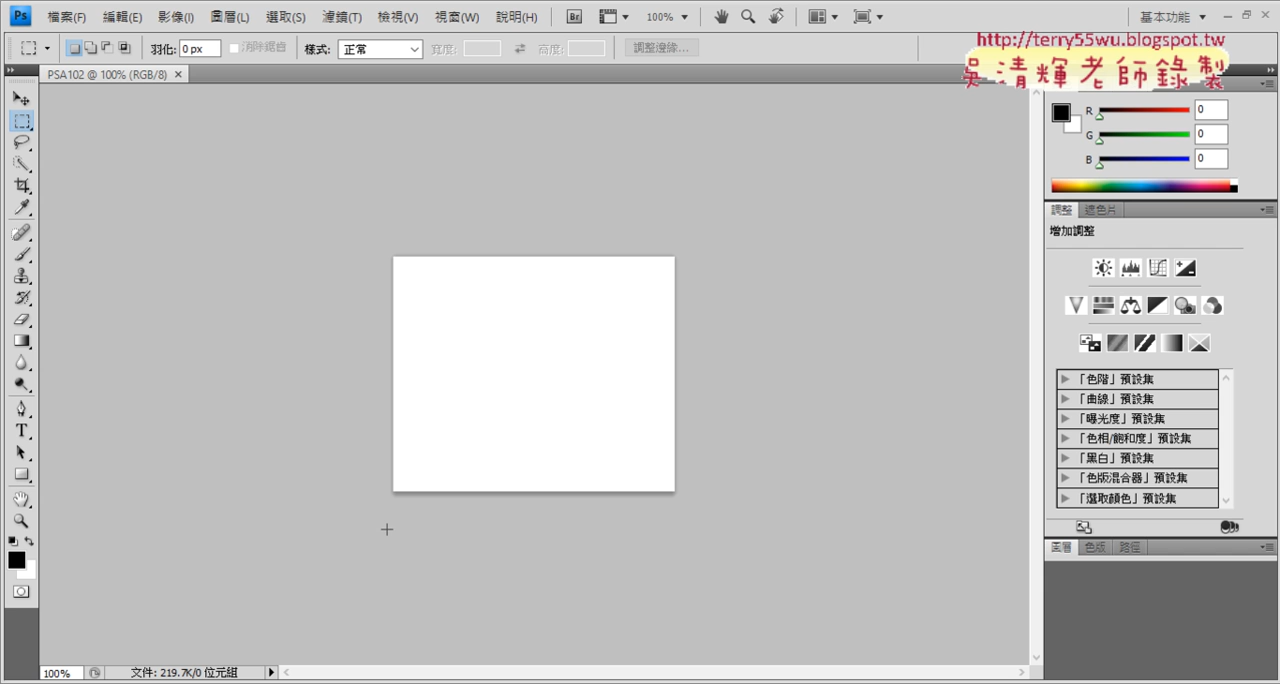 Ps 檔案(F) 編輯(E) 影像(I) 圖層(L) 選取(S) 濾鏡(T) 檢視(V) 視窗(W) 說明(H) Br 100% 基本功能
羽化: 0 px 消除鋸齒 樣式: 正常 寬度: 高度: 調整邊緣...
http://terry55wu.blogspot.tw
吳清輝老師錄製
PSA102 @ 100% (RGB/8)
R 0
G 0
B 0
調整 遮色片
增加調整
「色階」預設集
「曲線」預設集
「曝光度」預設集
「色相/飽和度」預設集
「黑白」預設集
「色版混合器」預設集
「選取顏色」預設集
圖層 色版 路徑
T
100% 文件: 219.7K/0 位元組